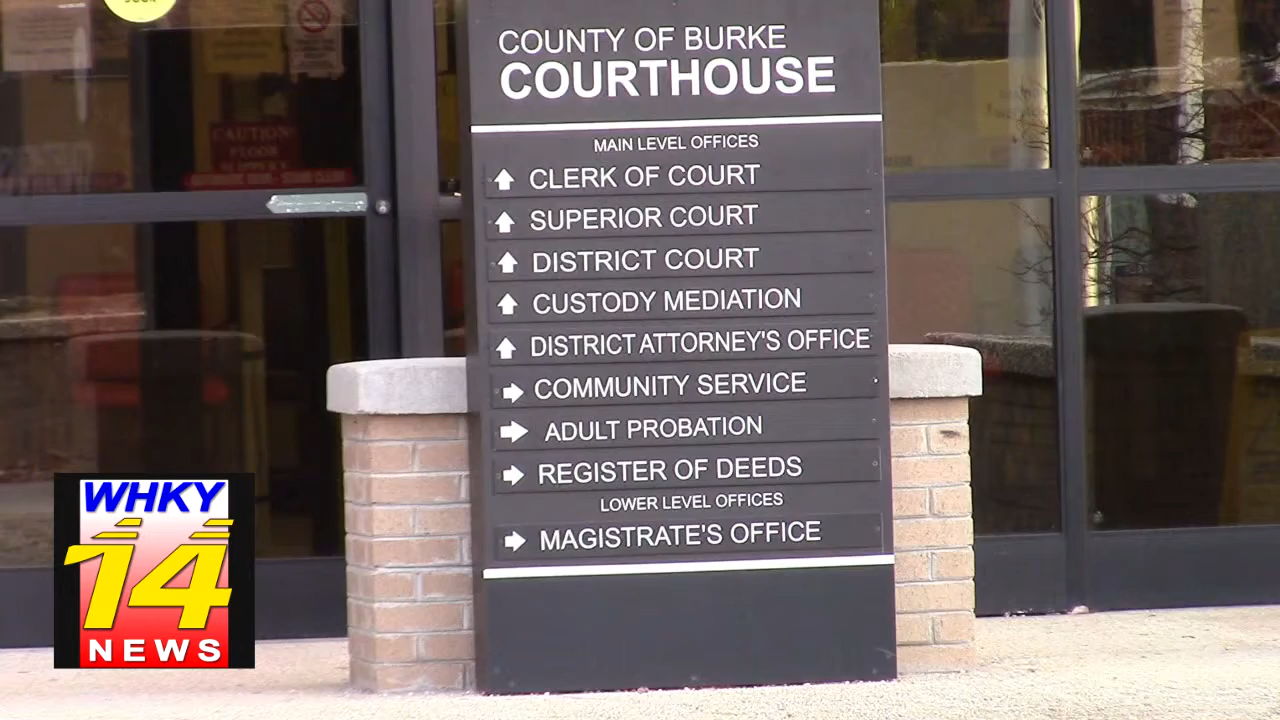 COUNTY OF BURKE
COURTHOUSE
MAIN LEVEL OFFICES
CLERK OF COURT
SUPERIOR COURT
DISTRICT COURT
CUSTODY MEDIATION
DISTRICT ATTORNEY'S OFFICE
COMMUNITY SERVICE
ADULT PROBATION
REGISTER OF DEEDS
LOWER LEVEL OFFICES
MAGISTRATE'S OFFICE
CAUTION
FLOOR
WHKY
14
NEWS